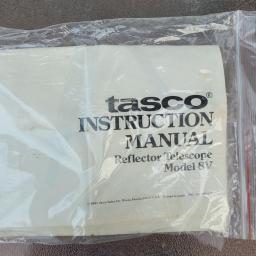 tasco®
INSTRUCTION
MANUAL
Reflector Telescope
Model 8V